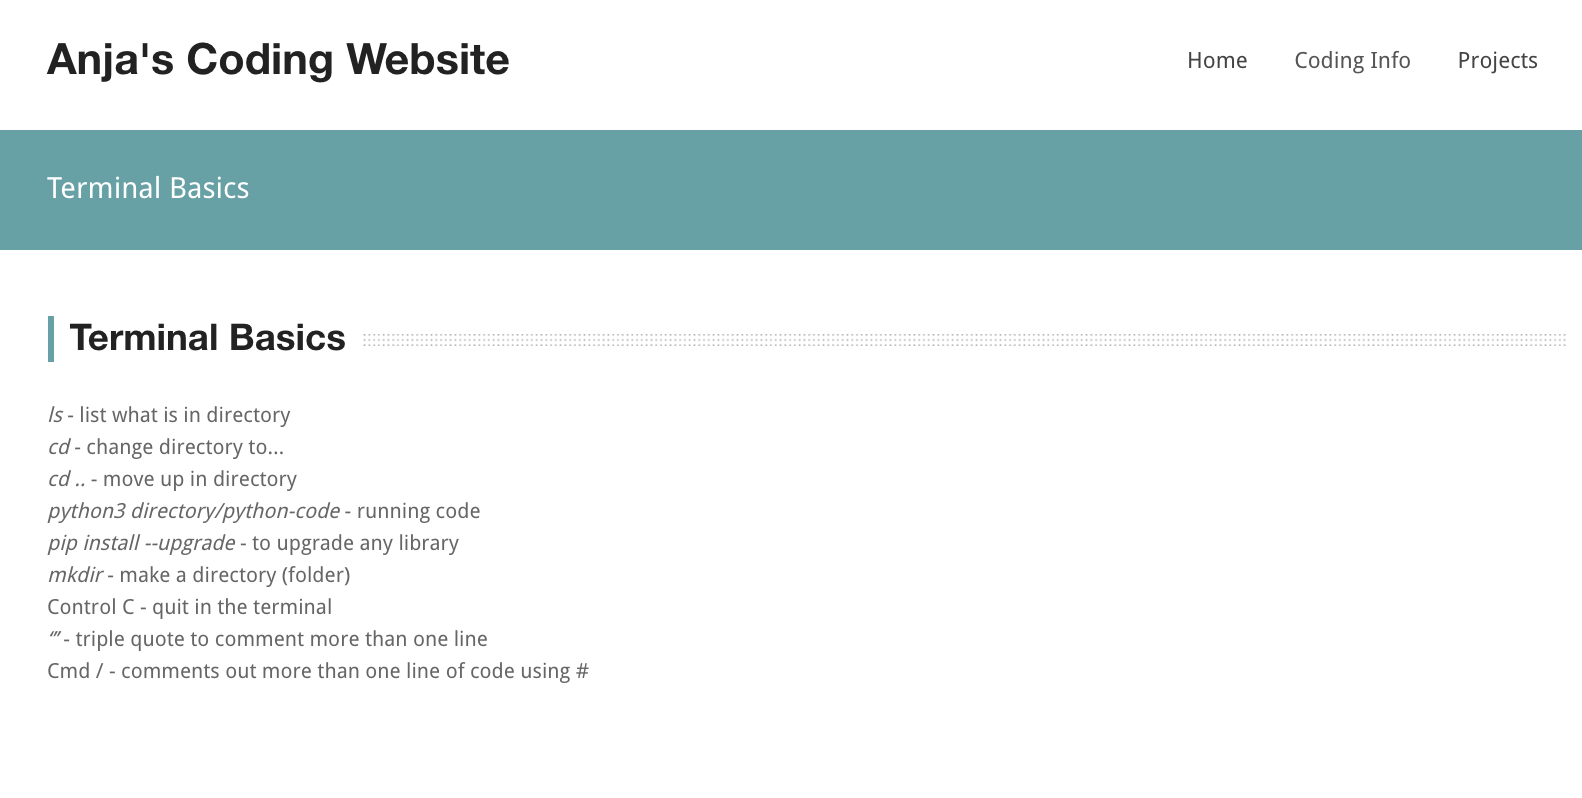 Anja's Coding Website
Home Coding Info Projects
Terminal Basics
Terminal Basics
ls - list what is in directory
cd - change directory to...
cd .. - move up in directory
python3 directory/python-code - running code
pip install --upgrade - to upgrade any library
mkdir - make a directory (folder)
Control C - quit in the terminal
‘’’ - triple quote to comment more than one line
Cmd / - comments out more than one line of code using #